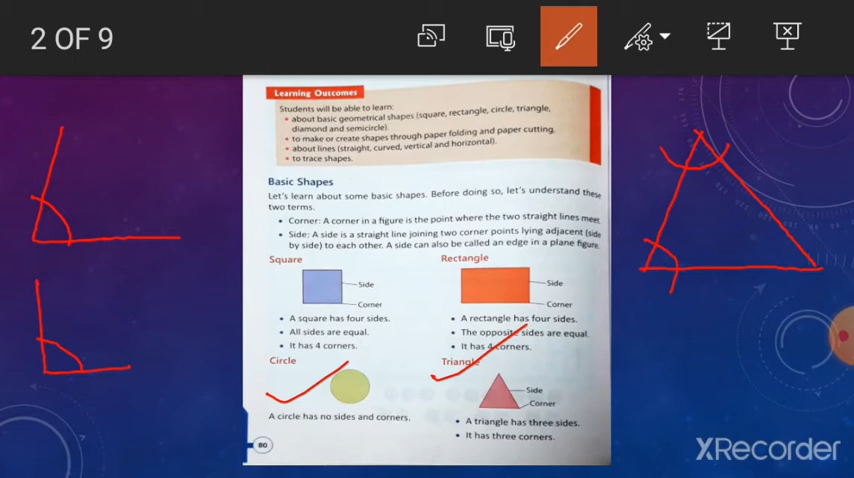 2 OF 9
Learning Outcomes
Students will be able to learn:
• about basic geometrical shapes (square, rectangle, circle, triangle,
diamond and semicircle).
• to make or create shapes through paper folding and paper cutting.
• about lines (straight, curved, vertical and horizontal).
• to trace shapes.
Basic Shapes
Let's learn about some basic shapes. Before doing so, let's understand these
two terms.
• Corner: A corner in a figure is the point where the two straight lines meet.
• Side: A side is a straight line joining two corner points lying adjacent (side
by side) to each other. A side can also be called an edge in a plane figure.
Square
Side
Corner
• A square has four sides.
• All sides are equal.
• It has 4 corners.
Rectangle
Side
Corner
• A rectangle has four sides.
• The opposite sides are equal.
• It has 4 corners.
Circle
A circle has no sides and corners.
Triangle
Side
Corner
• A triangle has three sides.
• It has three corners.
80
XRecorder